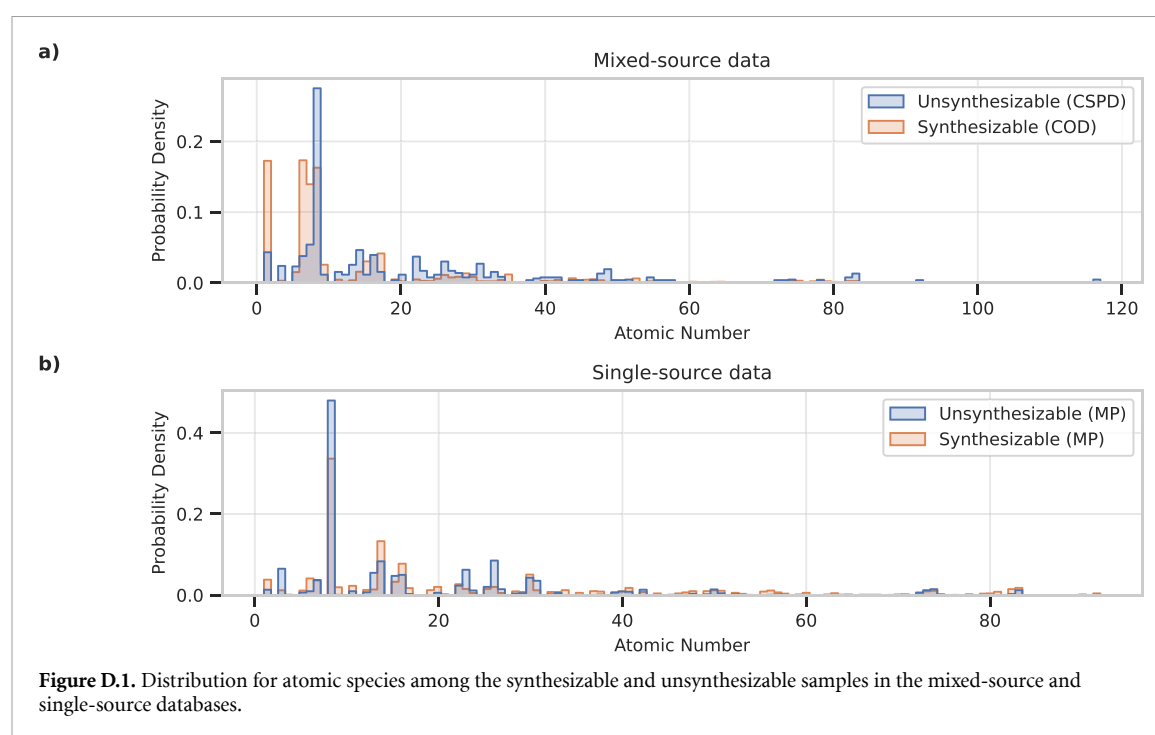 a)
Mixed-source data
Unsynthesizable (CSPD)
Synthesizable (COD)
Probability Density
0.2
0.1
0.0
0 20 40 60 80 100 120
Atomic Number
b)
Single-source data
Unsynthesizable (MP)
Synthesizable (MP)
Probability Density
0.4
0.2
0.0
0 20 40 60 80
Atomic Number
Figure D.1. Distribution for atomic species among the synthesizable and unsynthesizable samples in the mixed-source and
single-source databases.